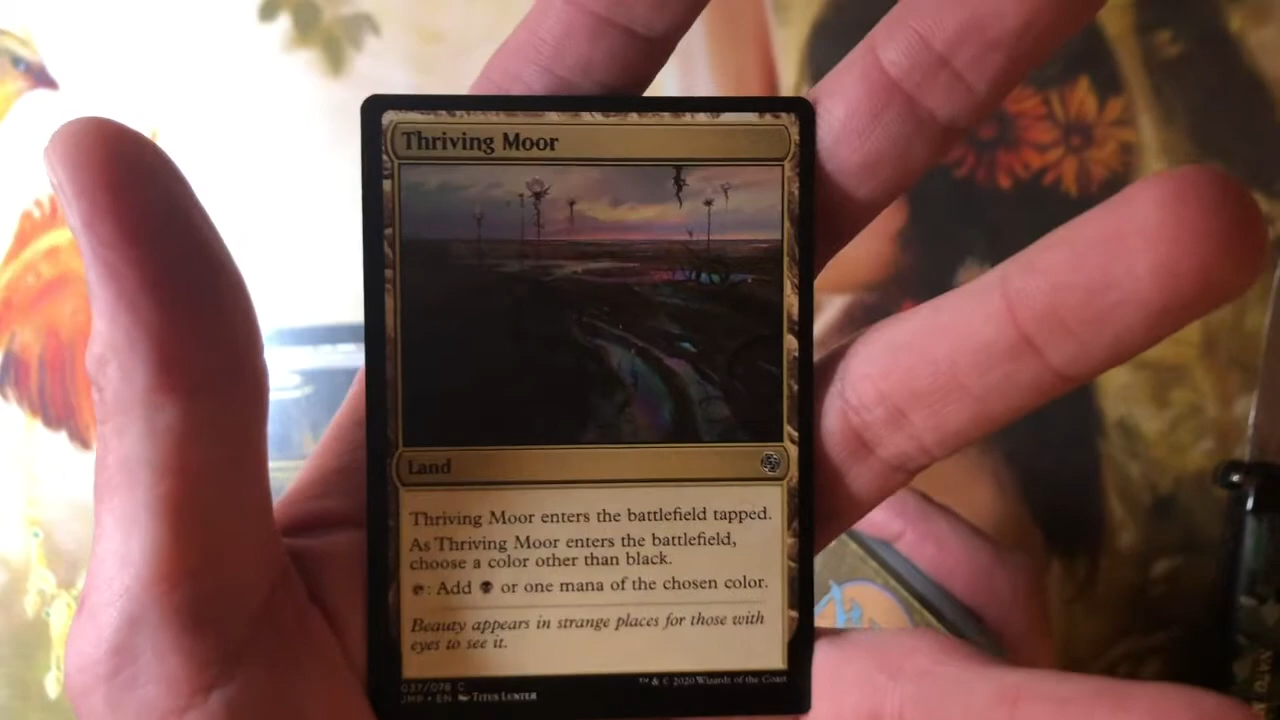 Thriving Moor
Land
Thriving Moor enters the battlefield tapped.
As Thriving Moor enters the battlefield,
choose a color other than black.
: Add or one mana of the chosen color.
Beauty appears in strange places for those with
eyes to see it.
037/078 C
JMP • EN Titus Lunter
™ & © 2020 Wizards of the Coast